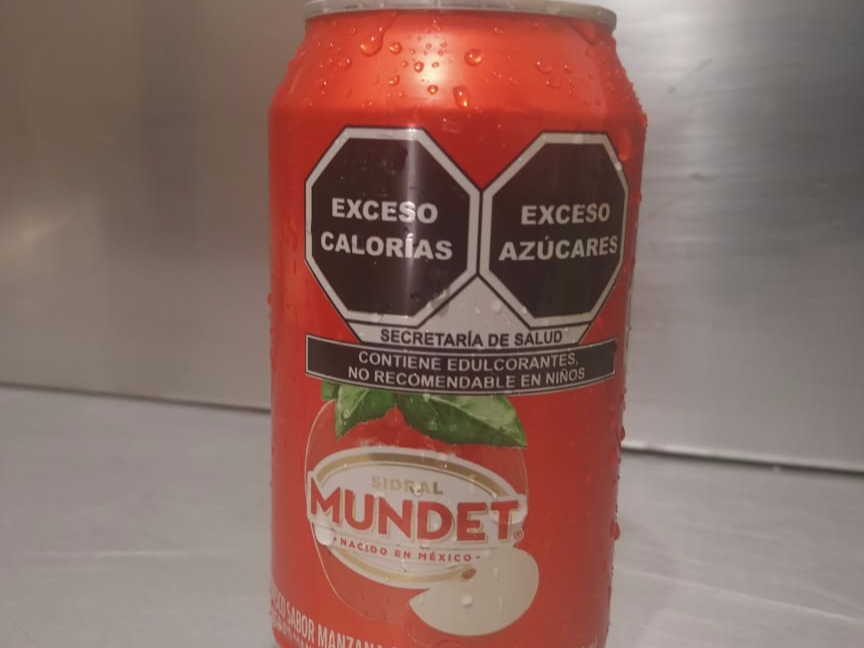 EXCESO
CALORÍAS
EXCESO
AZÚCARES
SECRETARÍA DE SALUD
CONTIENE EDULCORANTES,
NO RECOMENDABLE EN NIÑOS
SIDRAL
MUNDET®
• NACIDO EN MÉXICO •
SABOR MANZANA